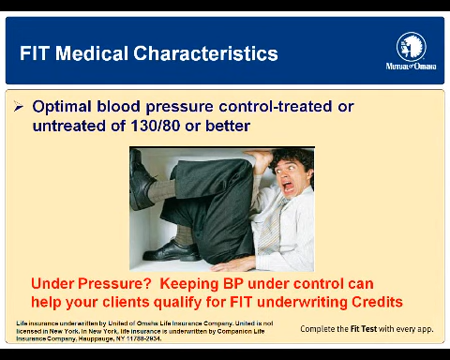 FIT Medical Characteristics
MUTUAL of OMAHA
➤ Optimal blood pressure control-treated or
untreated of 130/80 or better
Under Pressure? Keeping BP under control can
help your clients qualify for FIT underwriting Credits
Life insurance underwritten by United of Omaha Life Insurance Company. United is not
licensed in New York. In New York, life insurance is underwritten by Companion Life
Insurance Company, Hauppauge, NY 11788-2934.
Complete the Fit Test with every app.